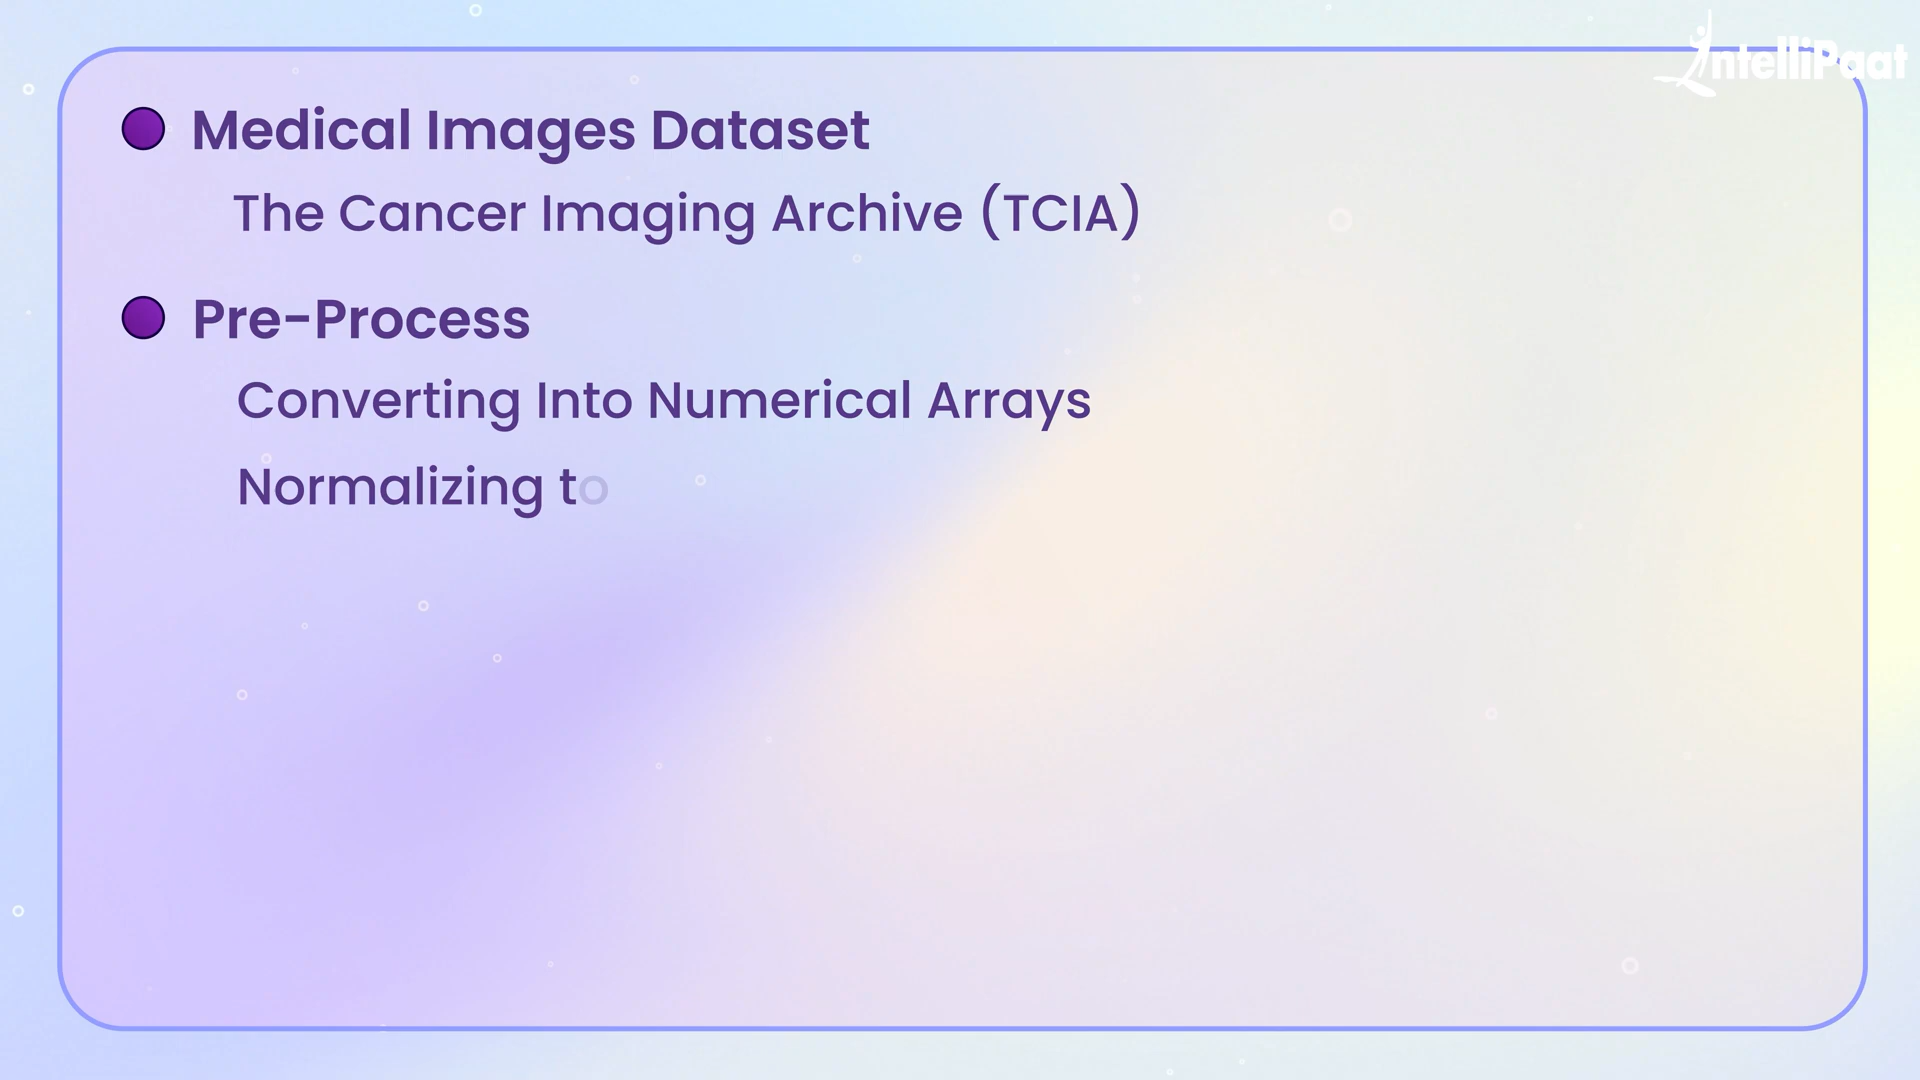 IntelliPaat
Medical Images Dataset
The Cancer Imaging Archive (TCIA)
Pre-Process
Converting Into Numerical Arrays
Normalizing to